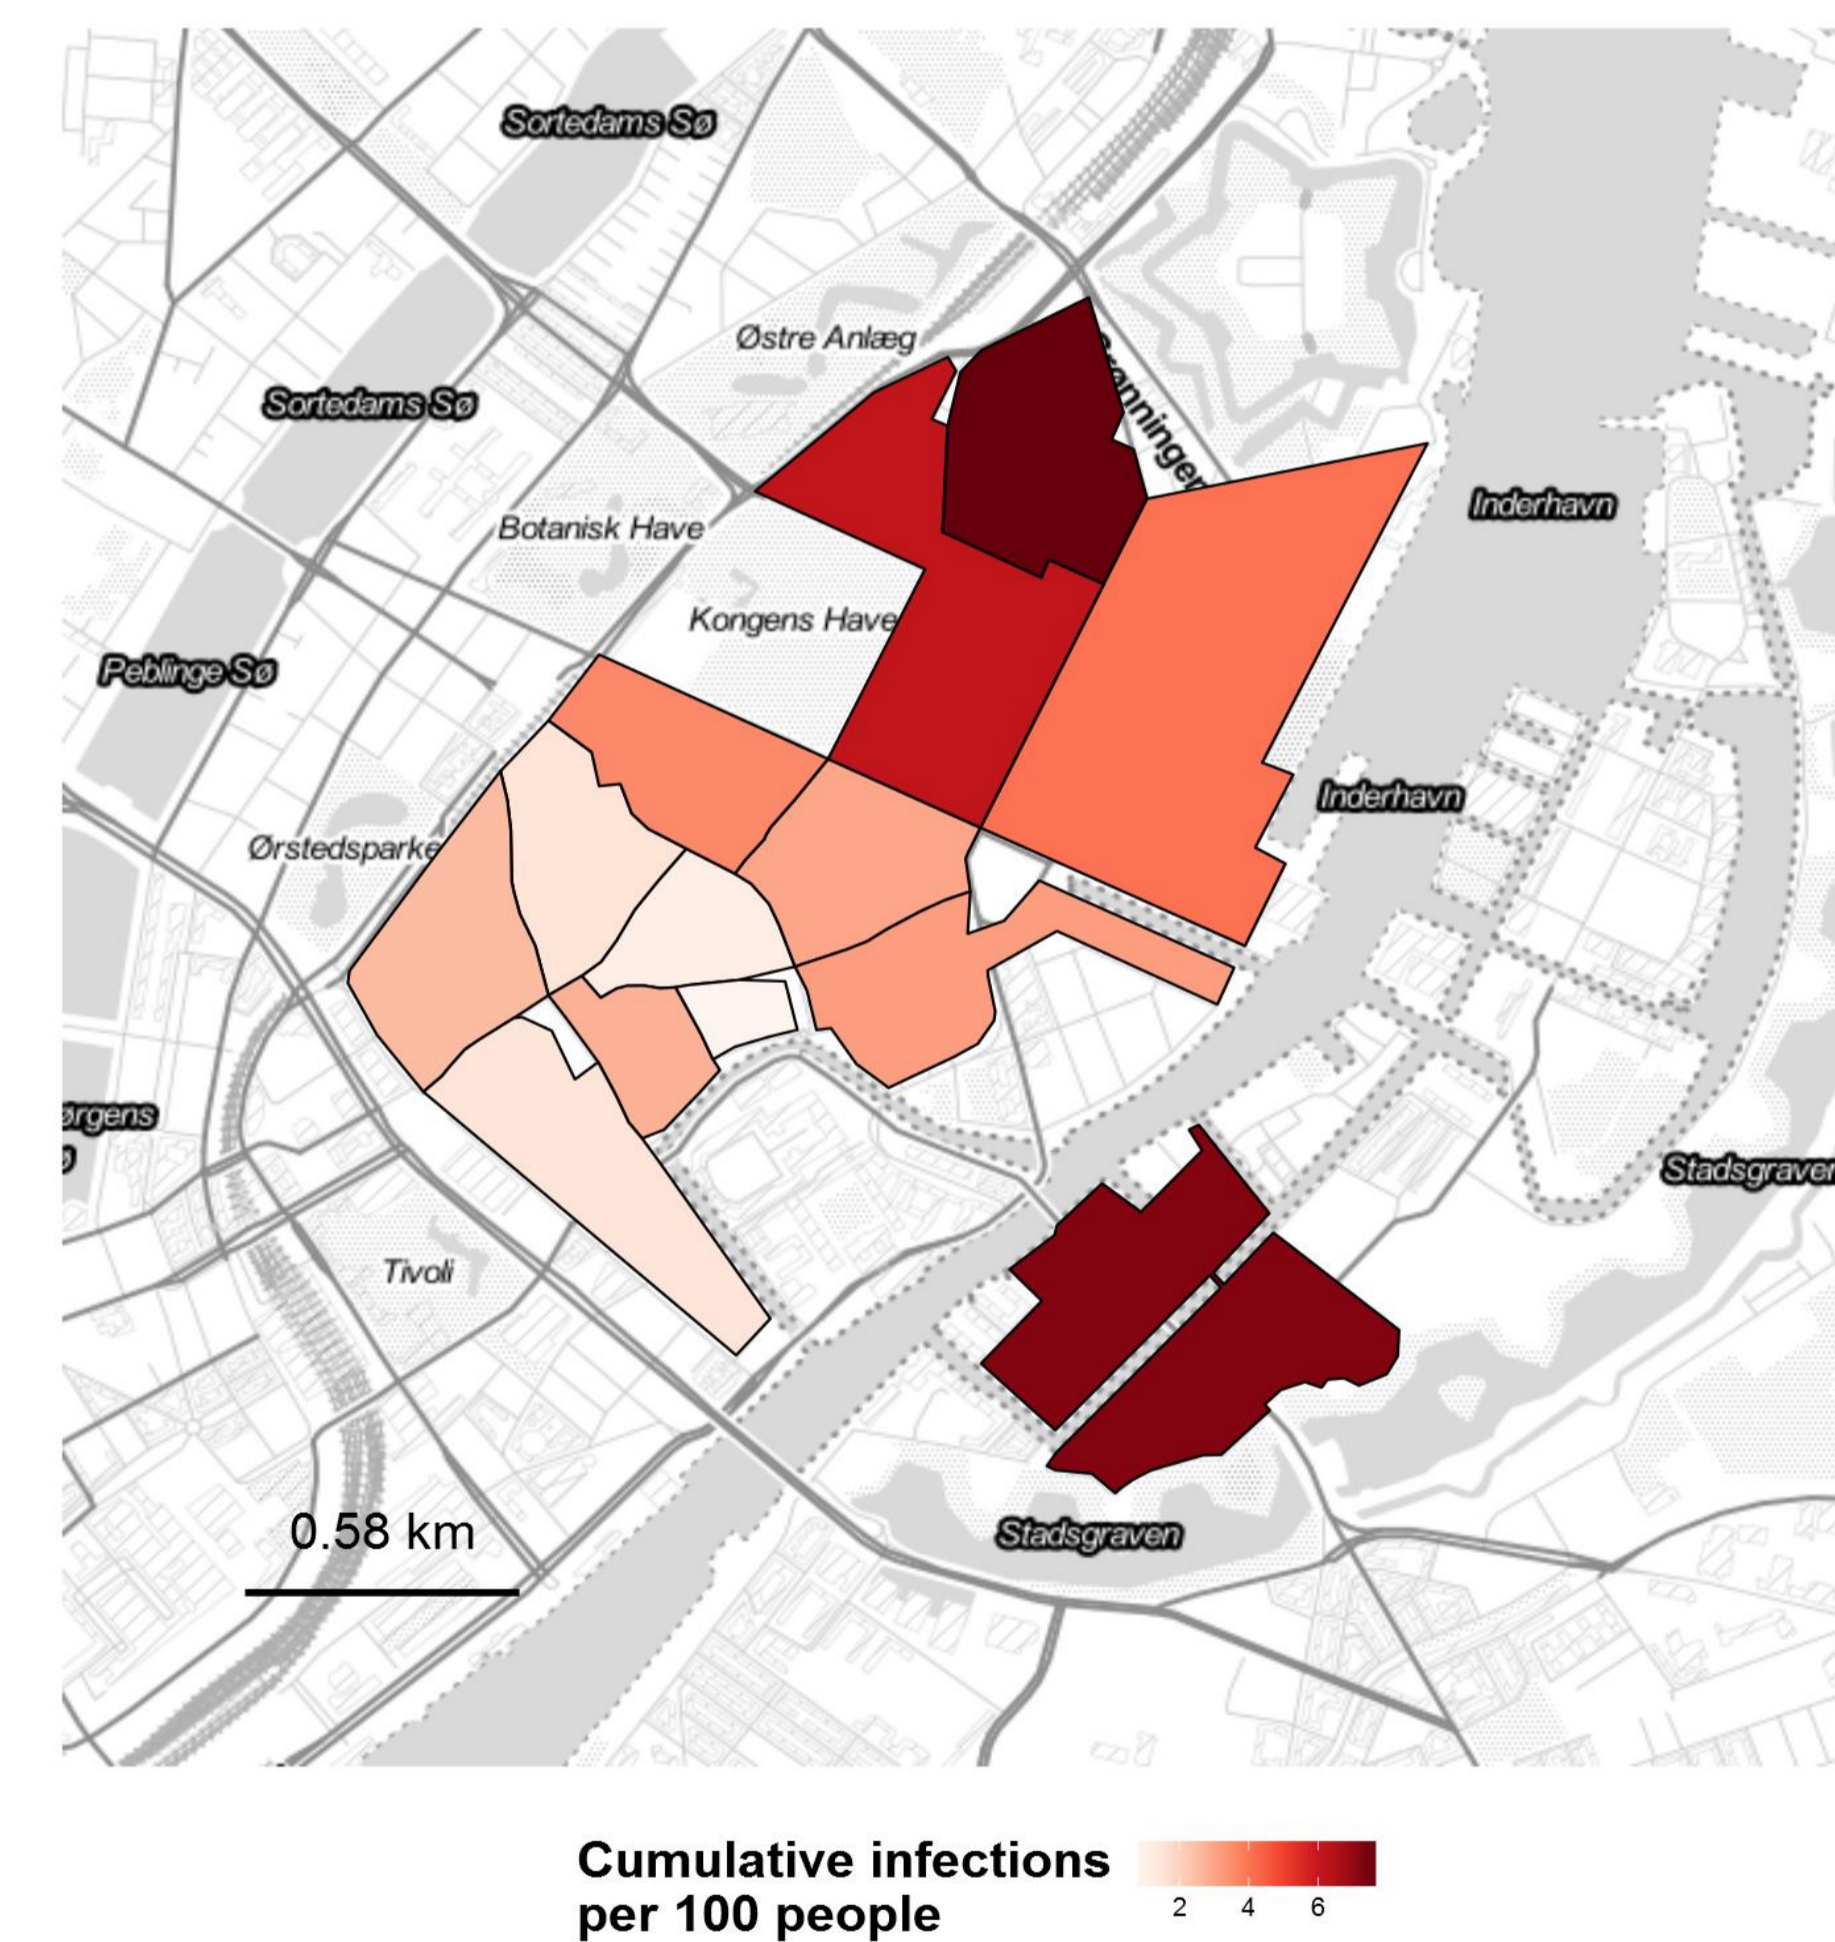 Sortedams Sø
Østre Anlæg
Sortedams Sø
Inderhavn
Botanisk Have
Kongens Have
Peblinge Sø
Inderhavn
Ørstedsparke
ørgens
ø
Stadsgraven
Tivoli
0.58 km
Stadsgraven
Cumulative infections
per 100 people
2 4 6